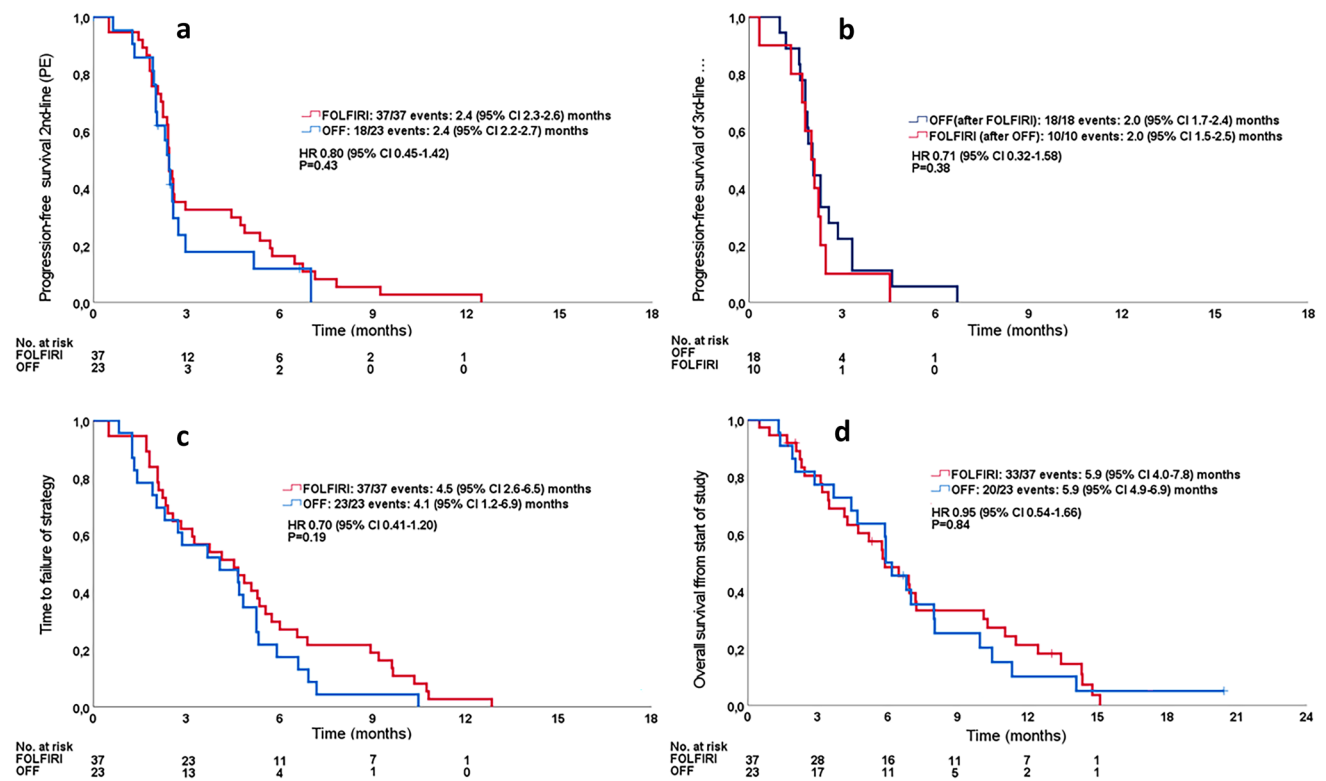 a
Progression-free survival 2nd-line (PE)
1,0
0,8
0,6
0,4
0,2
0,0
FOLFIRI: 37/37 events: 2.4 (95% CI 2.3-2.6) months
OFF: 18/23 events: 2.4 (95% CI 2.2-2.7) months
HR 0.80 (95% CI 0.45-1.42)
P=0.43
0 3 6 9 12 15 18
Time (months)
No. at risk
FOLFIRI 37 12 6 2 1
OFF 23 3 2 0 0
b
Progression-free survival of 3rd-line ...
1,0
0,8
0,6
0,4
0,2
0,0
OFF(after FOLFIRI): 18/18 events: 2.0 (95% CI 1.7-2.4) months
FOLFIRI (after OFF): 10/10 events: 2.0 (95% CI 1.5-2.5) months
HR 0.71 (95% CI 0.32-1.58)
P=0.38
0 3 6 9 12 15 18
Time (months)
No. at risk
OFF 18 4 1
FOLFIRI 10 1 0
c
Time to failure of strategy
1,0
0,8
0,6
0,4
0,2
0,0
FOLFIRI: 37/37 events: 4.5 (95% CI 2.6-6.5) months
OFF: 23/23 events: 4.1 (95% CI 1.2-6.9) months
HR 0.70 (95% CI 0.41-1.20)
P=0.19
0 3 6 9 12 15 18
Time (months)
No. at risk
FOLFIRI 37 23 11 7 1
OFF 23 13 4 1 0
d
Overall survival ffrom start of study
1,0
0,8
0,6
0,4
0,2
0,0
FOLFIRI: 33/37 events: 5.9 (95% CI 4.0-7.8) months
OFF: 20/23 events: 5.9 (95% CI 4.9-6.9) months
HR 0.95 (95% CI 0.54-1.66)
P=0.84
0 3 6 9 12 15 18 21 24
Time (months)
No. at risk
FOLFIRI 37 28 16 11 7 1
OFF 23 17 11 5 2 1